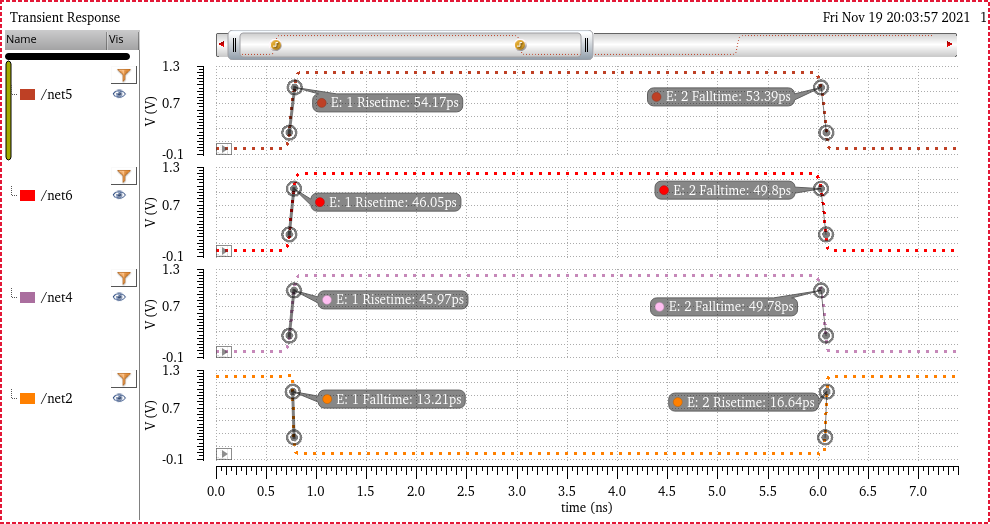 Transient Response Fri Nov 19 20:03:57 2021 1
Name Vis
/net5
1.3
0.7
-0.1
V (V)
E: 1 Risetime: 54.17ps
E: 2 Falltime: 53.39ps
/net6
1.3
0.7
-0.1
V (V)
E: 1 Risetime: 46.05ps
E: 2 Falltime: 49.8ps
/net4
1.3
0.7
-0.1
V (V)
E: 1 Risetime: 45.97ps
E: 2 Falltime: 49.78ps
/net2
1.3
0.7
-0.1
V (V)
E: 1 Falltime: 13.21ps
E: 2 Risetime: 16.64ps
0.0 0.5 1.0 1.5 2.0 2.5 3.0 3.5 4.0 4.5 5.0 5.5 6.0 6.5 7.0
time (ns)